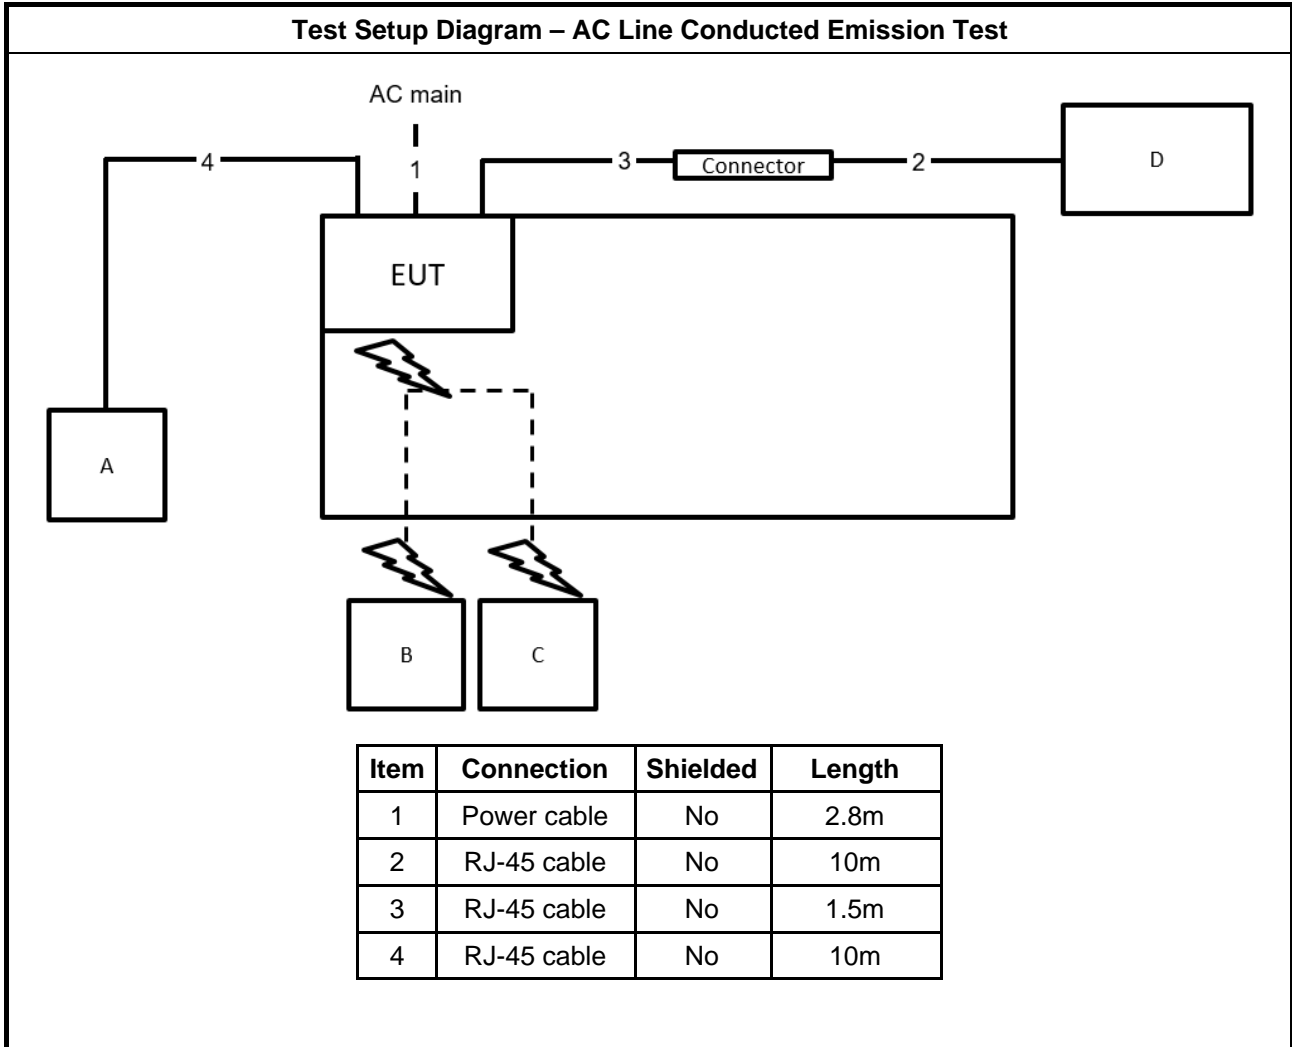 Test Setup Diagram – AC Line Conducted Emission Test
AC main
4
1
3
Connector
2
D
EUT
A
B
C
Item Connection Shielded Length
1 Power cable No 2.8m
2 RJ-45 cable No 10m
3 RJ-45 cable No 1.5m
4 RJ-45 cable No 10m